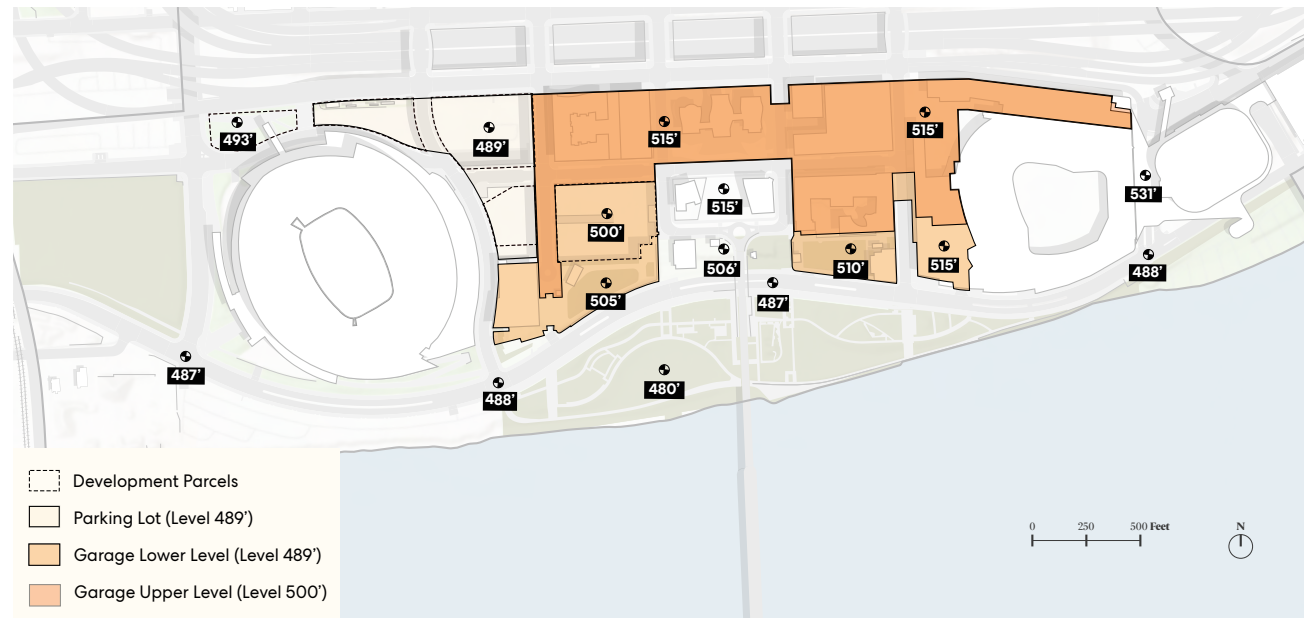 493'
489'
515'
515'
531'
515'
500'
506'
510'
515'
488'
505'
487'
487'
480'
488'
Development Parcels
Parking Lot (Level 489')
Garage Lower Level (Level 489')
Garage Upper Level (Level 500')
0 250 500 Feet
N